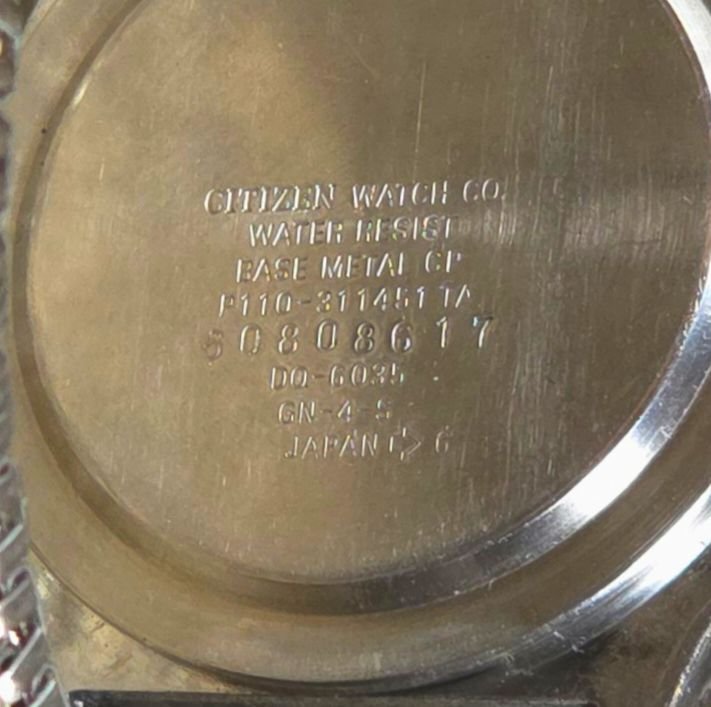 CITIZEN WATCH CO.
WATER RESIST
BASE METAL CP
P110-311451 TA
60808617
DQ-6035
GN-4-S
JAPAN C> 6